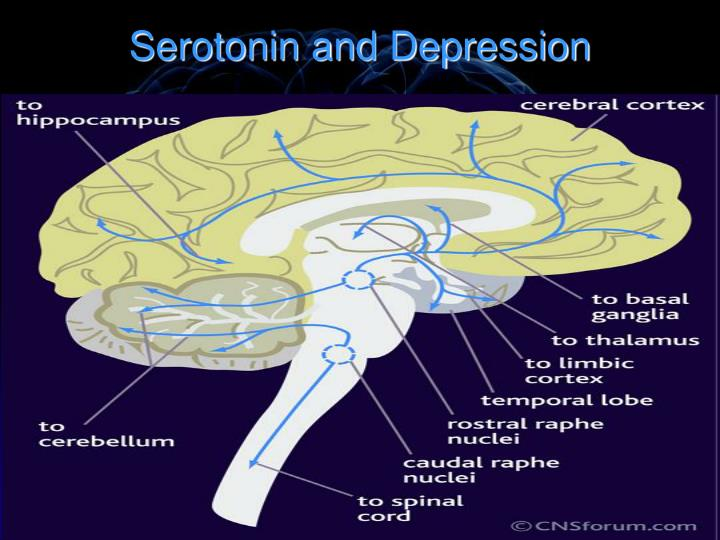 Serotonin and Depression
to
hippocampus
cerebral cortex
to basal
ganglia
to thalamus
to limbic
cortex
temporal lobe
rostral raphe
nuclei
to
cerebellum
caudal raphe
nuclei
to spinal
cord
©CNSforum.com